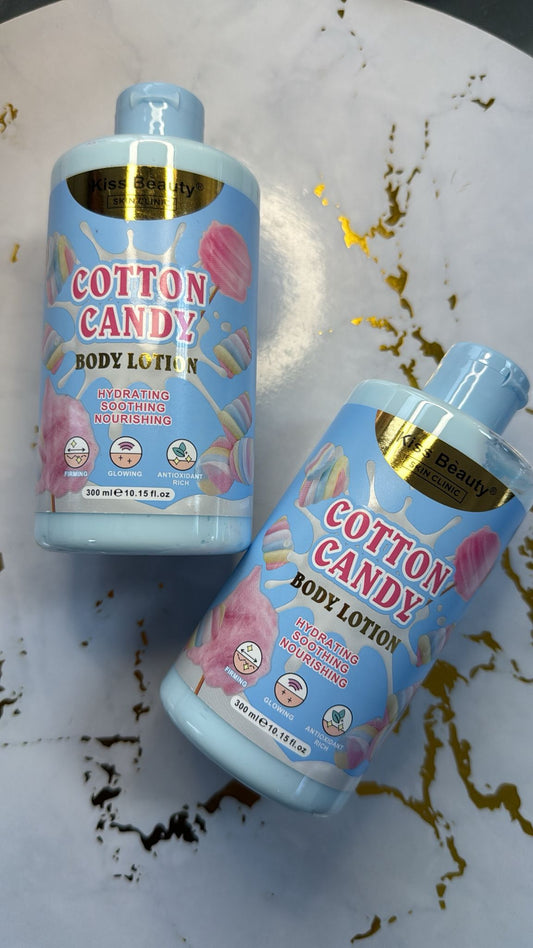 Kiss Beauty®
SKIN CLINIC
COTTON
CANDY
BODY LOTION
HYDRATING
SOOTHING
NOURISHING
FIRMING
GLOWING
ANTIOXIDANT
RICH
300 ml ℮ 10.15 fl.oz
Kiss Beauty®
SKIN CLINIC
COTTON
CANDY
BODY LOTION
HYDRATING
SOOTHING
NOURISHING
FIRMING
GLOWING
ANTIOXIDANT
RICH
300 ml ℮ 10.15 fl.oz